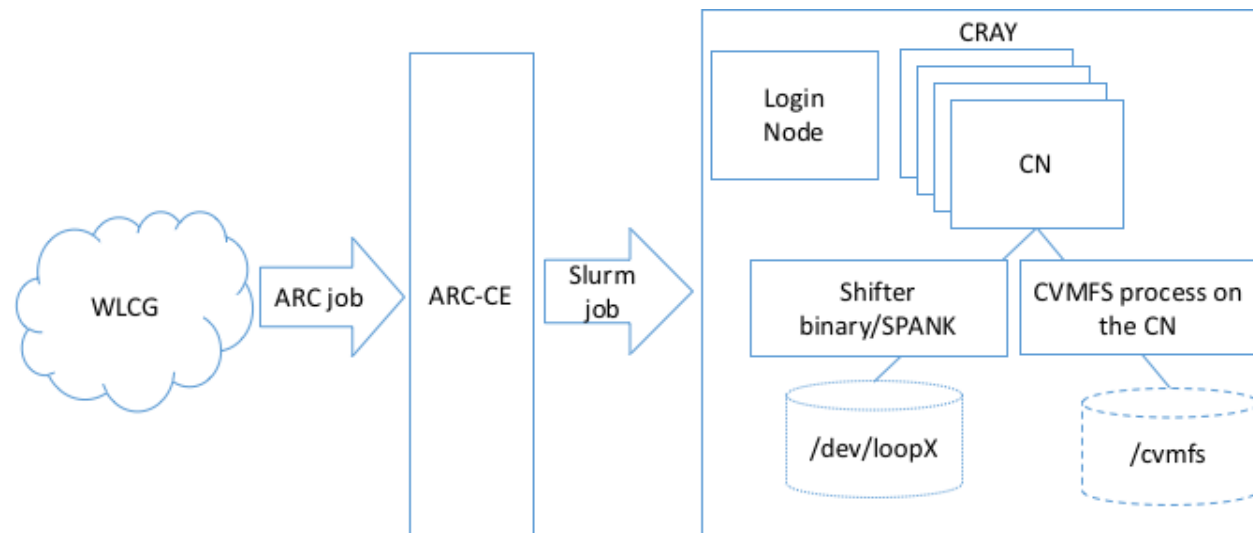 WLCG
ARC job
ARC-CE
Slurm
job
CRAY
Login
Node
CN
Shifter
binary/SPANK
CVMFS process on
the CN
/dev/loopX
/cvmfs